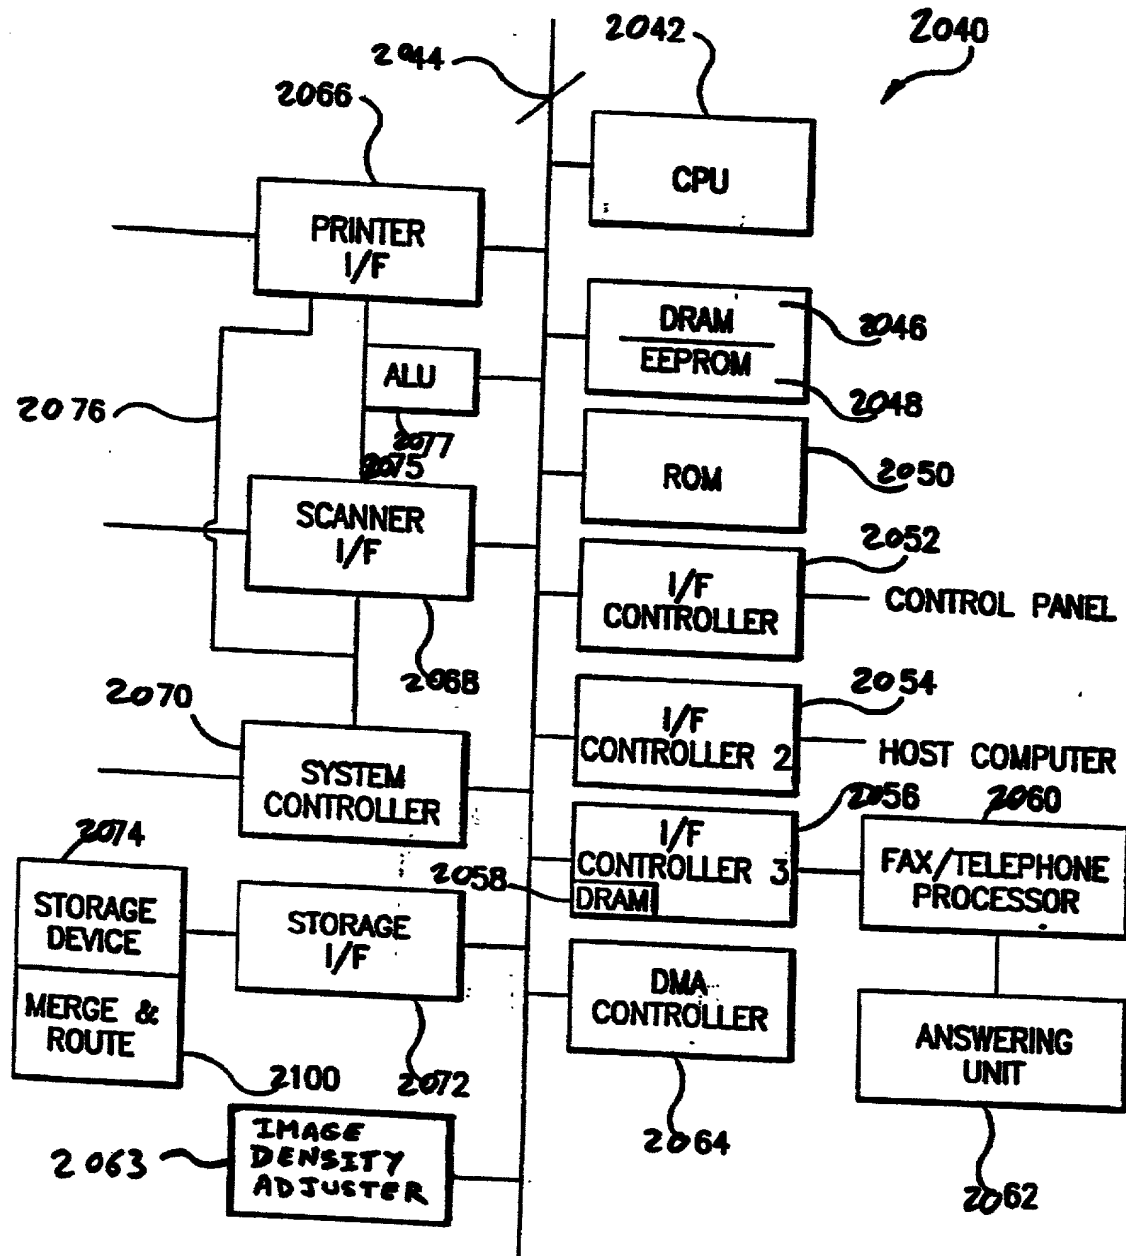 2040
2042
2044
2066
CPU
PRINTER
I/F
DRAM
EEPROM
2046
2048
ALU
2076
2077
2075
ROM
2050
SCANNER
I/F
2052
I/F
CONTROLLER
CONTROL PANEL
2068
2054
2070
I/F
CONTROLLER 2
HOST COMPUTER
SYSTEM
CONTROLLER
2056
2060
2074
I/F
CONTROLLER 3
2058
DRAM
FAX/TELEPHONE
PROCESSOR
STORAGE
DEVICE
STORAGE
I/F
DMA
CONTROLLER
MERGE &
ROUTE
ANSWERING
UNIT
2100
2072
2064
2063
IMAGE
DENSITY
ADJUSTER
2062